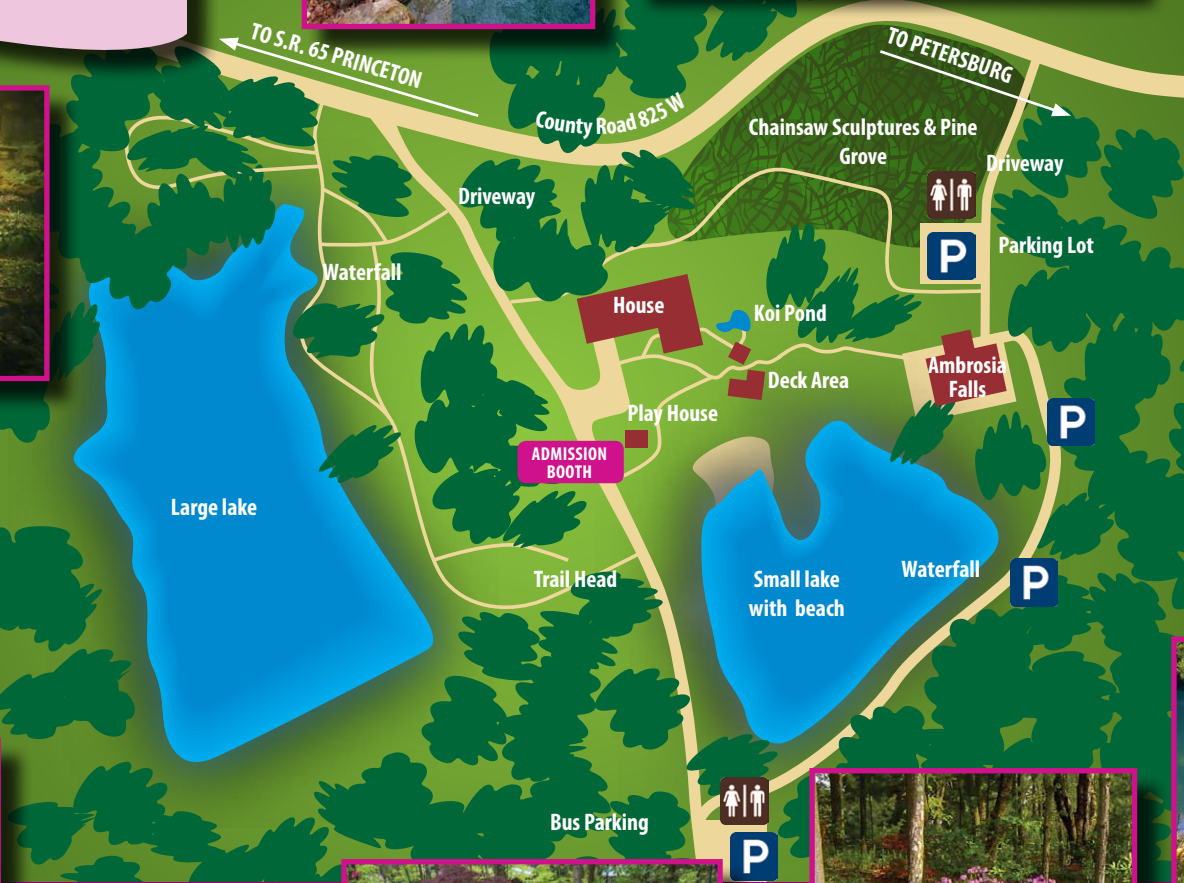 TO S.R. 65 PRINCETON
TO PETERSBURG
County Road 825 W
Chainsaw Sculptures & Pine
Grove
Driveway
Driveway
P
Parking Lot
Waterfall
House
Koi Pond
Ambrosia
Falls
Deck Area
Play House
P
ADMISSION
BOOTH
Large lake
Waterfall
Trail Head
Small lake
with beach
P
Bus Parking
P